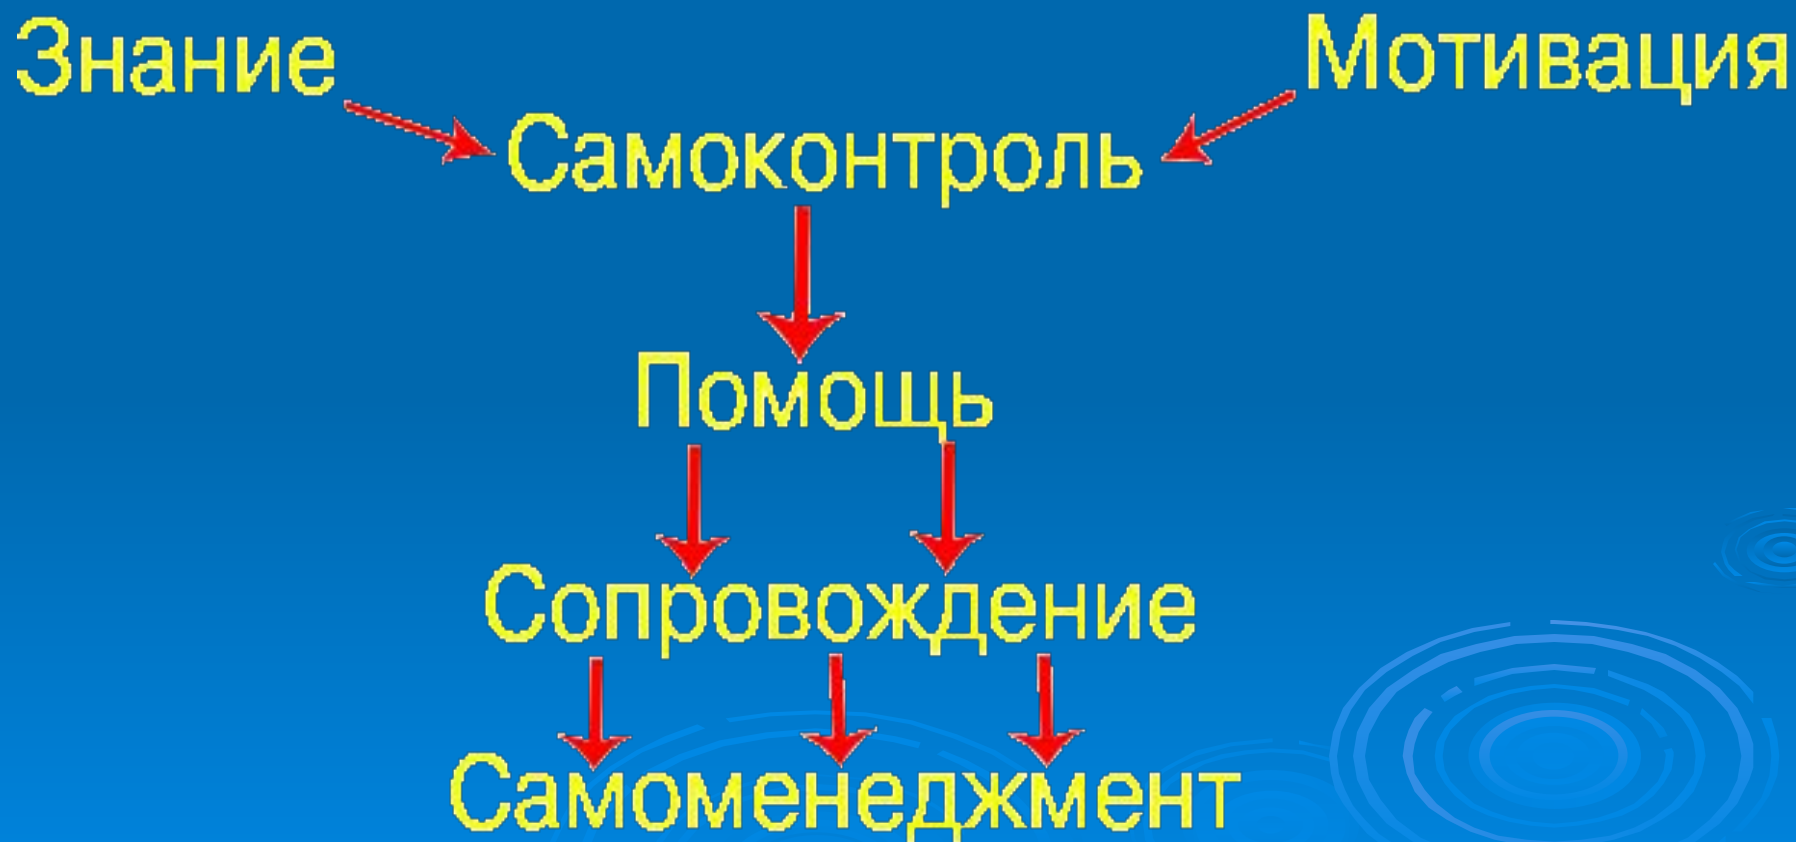 Знание
Мотивация
Самоконтроль
Помощь
Сопровождение
Самоменеджмент